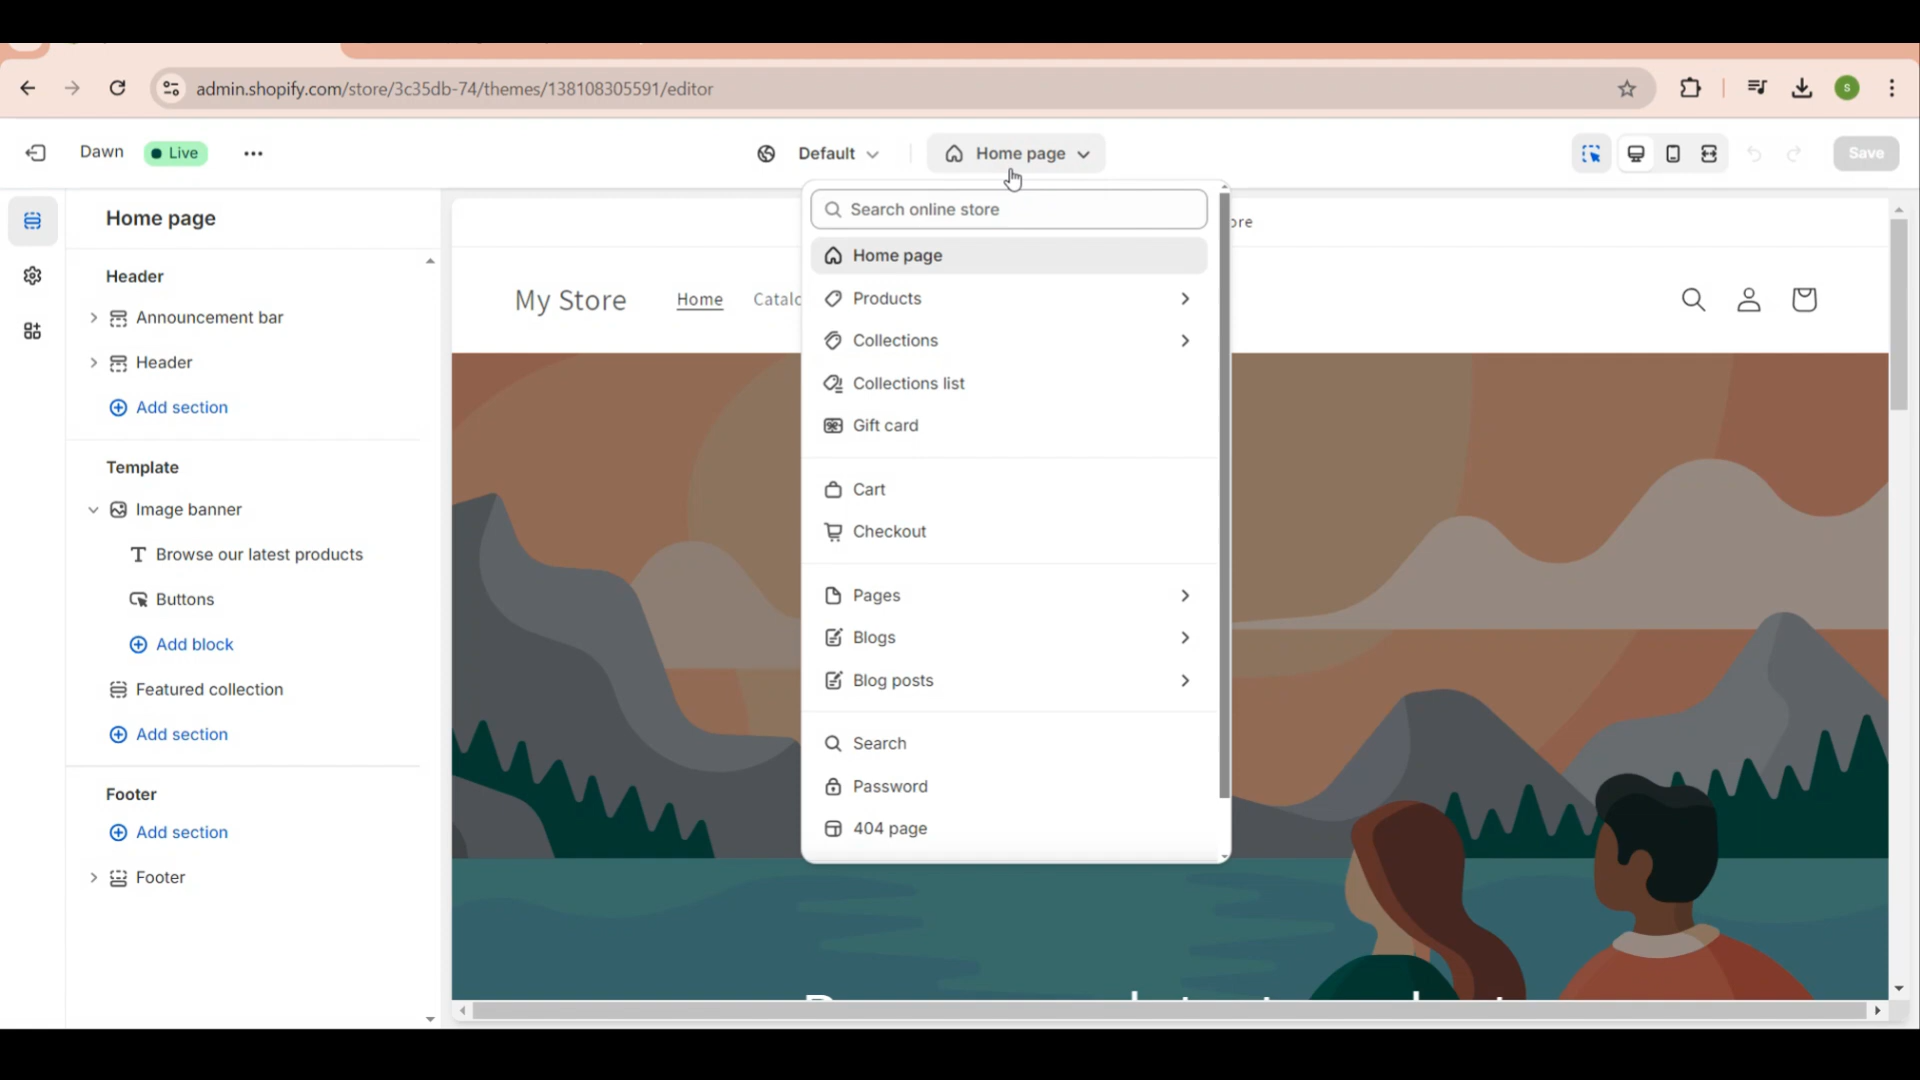 admin.shopify.com/store/3c35db-74/themes/138108305591/editor
S
Dawn
Live
Default
Home page
Save
Home page
Header
Announcement bar
Header
Add section
Template
Image banner
Browse our latest products
Buttons
Add block
Featured collection
Add section
Footer
Add section
Footer
Search online store
Home page
Products
Collections
Collections list
Gift card
Cart
Checkout
Pages
Blogs
Blog posts
Search
Password
404 page
My Store
Home